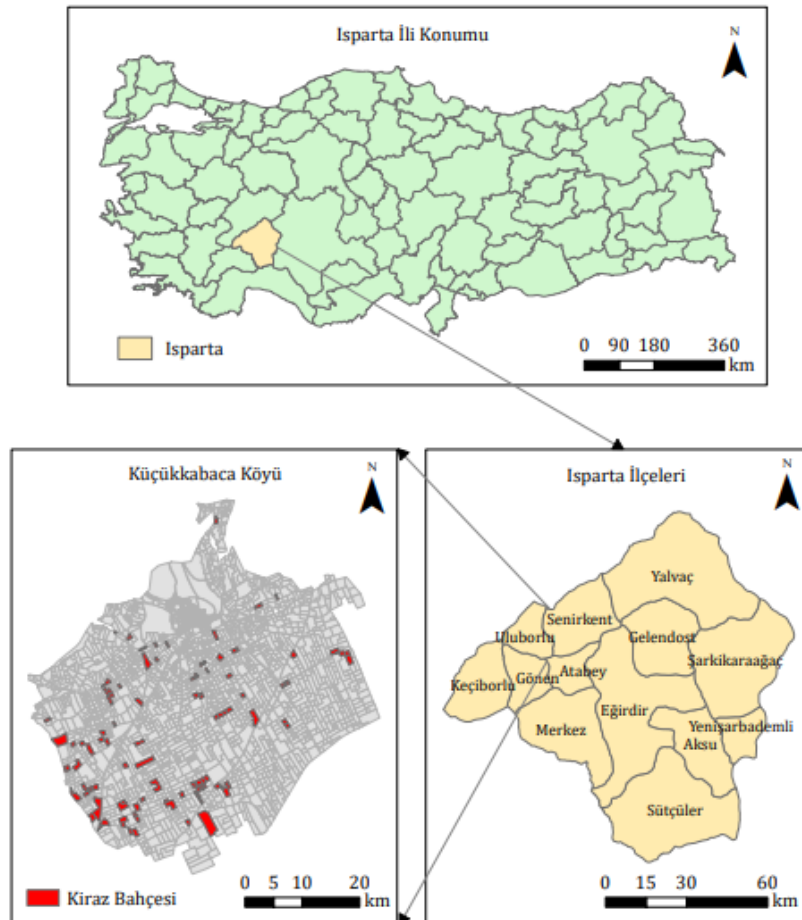 Isparta İli Konumu
N
Isparta
0 90 180 360
km
Küçükkabaca Köyü
N
Kiraz Bahçesi
0 5 10 20
km
Isparta İlçeleri
N
Yalvaç
Senirkent
Uluborlu
Gelendost
Şarkikaraağaç
Keçiborlu
Gönen
Atabey
Eğirdir
Merkez
Yenişarbademli
Aksu
Sütçüler
0 15 30 60
km